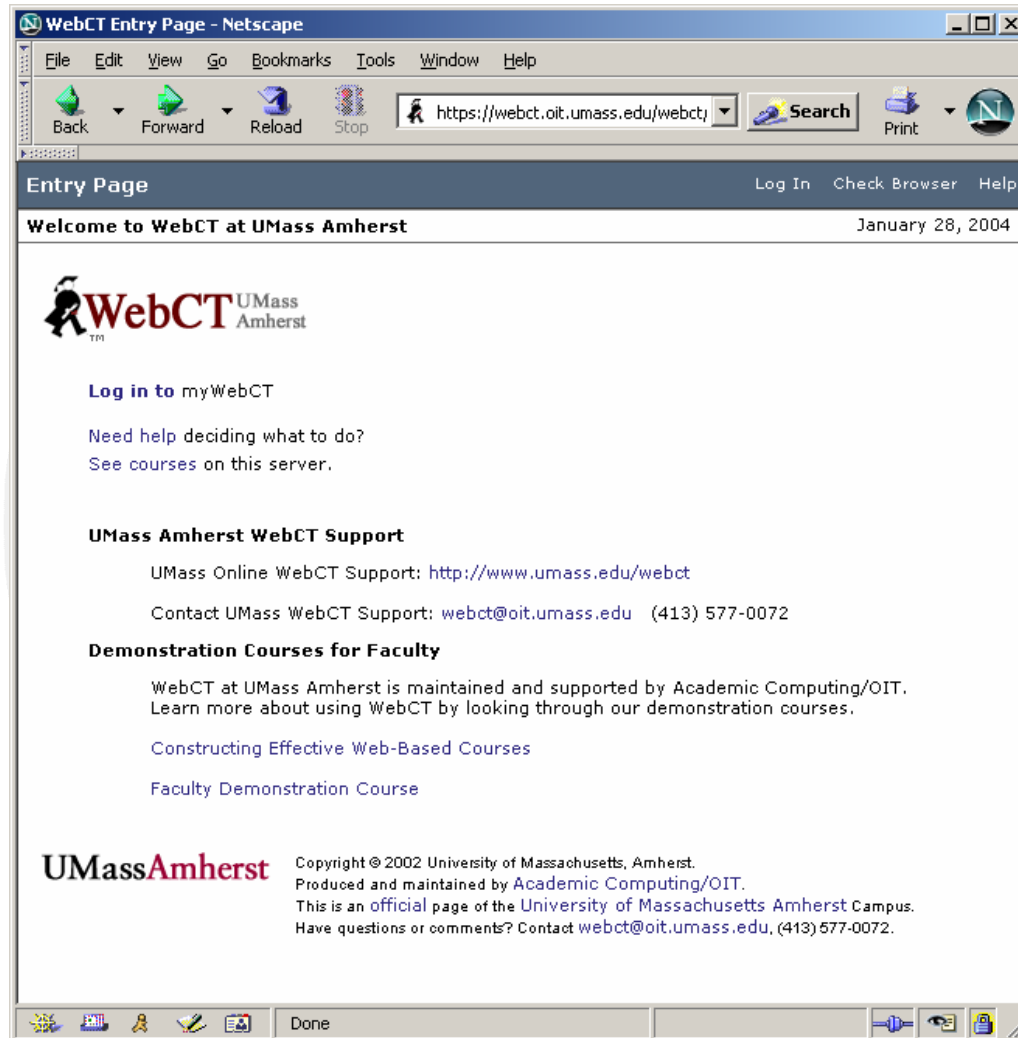 WebCT Entry Page - Netscape
File Edit View Go Bookmarks Tools Window Help
Back Forward Reload Stop https://webct.oit.umass.edu/webct/ Search Print N
Entry Page Log In Check Browser Help
Welcome to WebCT at UMass Amherst January 28, 2004
WebCT UMass Amherst
TM
Log in to myWebCT
Need help deciding what to do?
See courses on this server.
UMass Amherst WebCT Support
UMass Online WebCT Support: http://www.umass.edu/webct
Contact UMass WebCT Support: webct@oit.umass.edu (413) 577-0072
Demonstration Courses for Faculty
WebCT at UMass Amherst is maintained and supported by Academic Computing/OIT.
Learn more about using WebCT by looking through our demonstration courses.
Constructing Effective Web-Based Courses
Faculty Demonstration Course
UMassAmherst
Copyright © 2002 University of Massachusetts, Amherst.
Produced and maintained by Academic Computing/OIT.
This is an official page of the University of Massachusetts Amherst Campus.
Have questions or comments? Contact webct@oit.umass.edu, (413) 577-0072.
Done